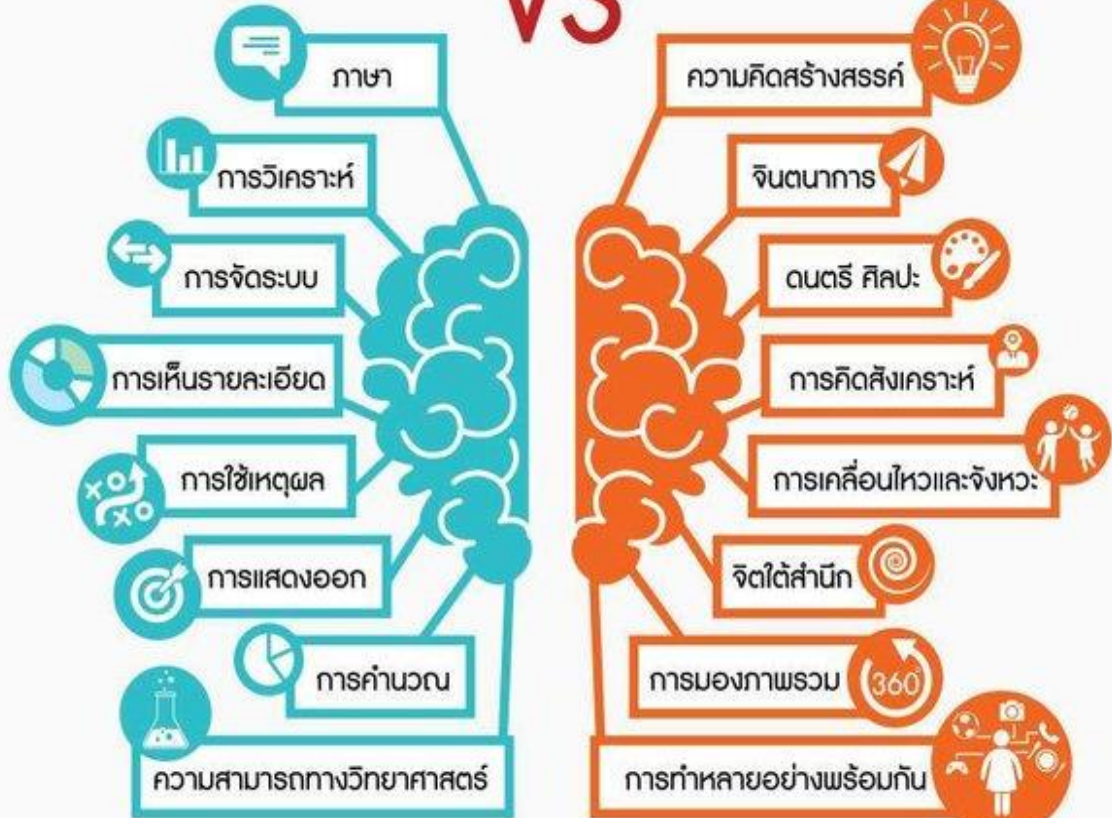 VS
ภาษา
การวิเคราะห์
การจัดระบบ
การเห็นรายละเอียด
การใช้เหตุผล
การแสดงออก
การคำนวณ
ความสามารถทางวิทยาศาสตร์
ความคิดสร้างสรรค์
จินตนาการ
ดนตรี ศิลปะ
การคิดสังเคราะห์
การเคลื่อนไหวและจังหวะ
จิตใต้สำนึก
การมองภาพรวม
360°
การทำหลายอย่างพร้อมกัน